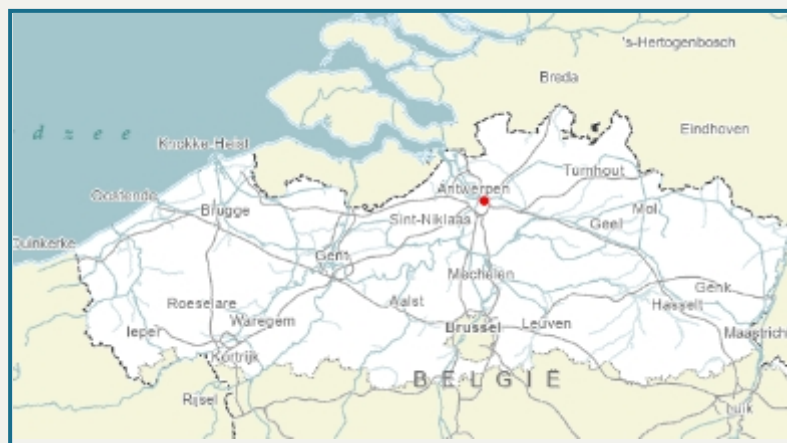 's-Hertogenbosch
Breda
d z e e
Eindhoven
Knokke-Heist
Turnhout
Antwerpen
Oostende
Mol
Brugge
Sint-Niklaas
Geel
Duinkerke
Gent
Mechelen
Genk
Roeselare
Aalst
Hasselt
Waregem
Brussel
Leuven
Ieper
Maastrich
Kortrijk
BELGIË
Rijsel
Luik